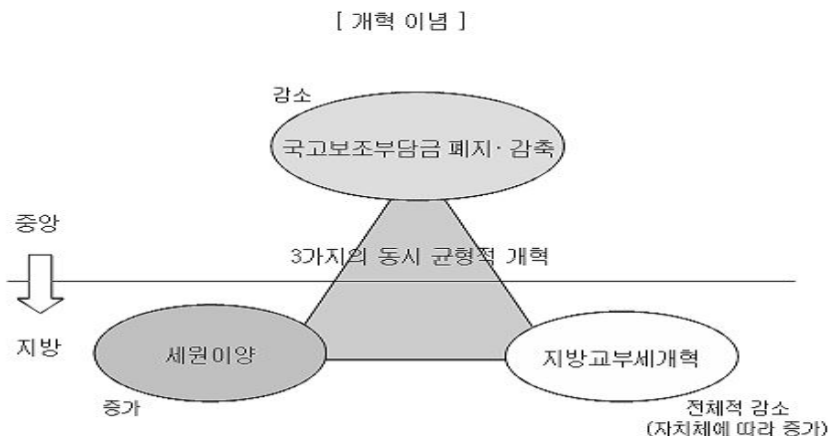 [ 개혁 이념 ]
감소
국고보조부담금 폐지· 감축
중앙
3가지의 동시 균형적 개혁
지방
세원이양
지방교부세개혁
증가
전체적 감소
(자치체에 따라 증가)